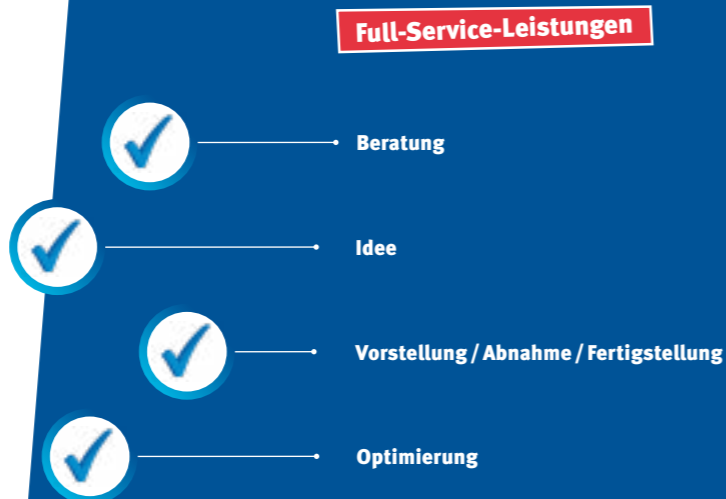 Full-Service-Leistungen
Beratung
Idee
Vorstellung / Abnahme / Fertigstellung
Optimierung